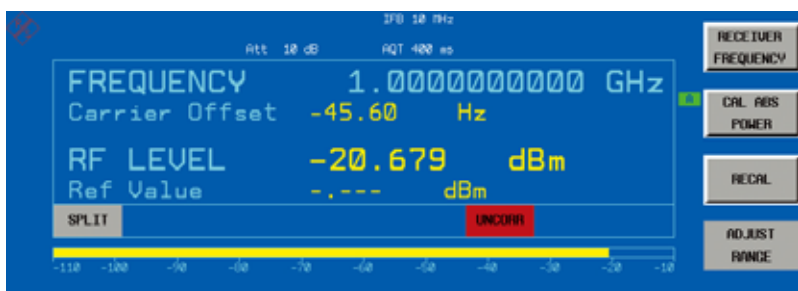 IFB 10 MHz
Att 10 dB AQT 400 ms
FREQUENCY 1.0000000000 GHz
Carrier Offset -45.60 Hz
RF LEVEL -20.679 dBm
Ref Value -.--- dBm
SPLIT UNCORR
-110 -100 -90 -80 -70 -60 -50 -40 -30 -20 -10
A
RECEIVER FREQUENCY
CAL ABS POWER
RECAL
ADJUST RANGE